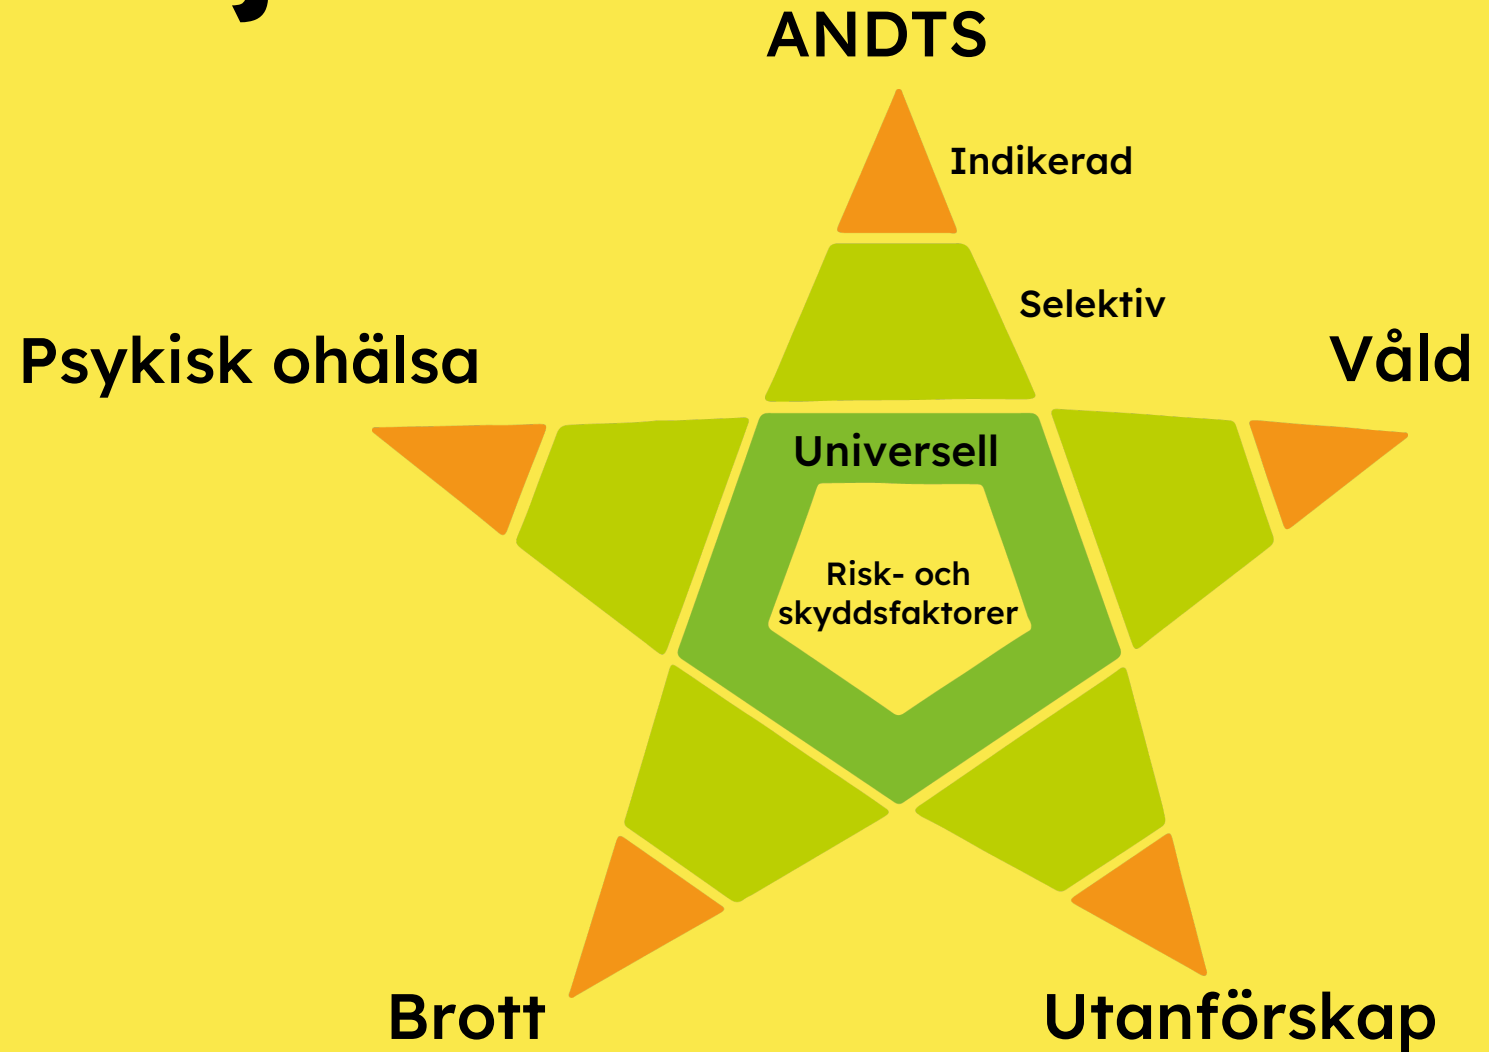 ANDTS
Indikerad
Selektiv
Psykisk ohälsa
Våld
Universell
Risk- och
skyddsfaktorer
Brott
Utanförskap